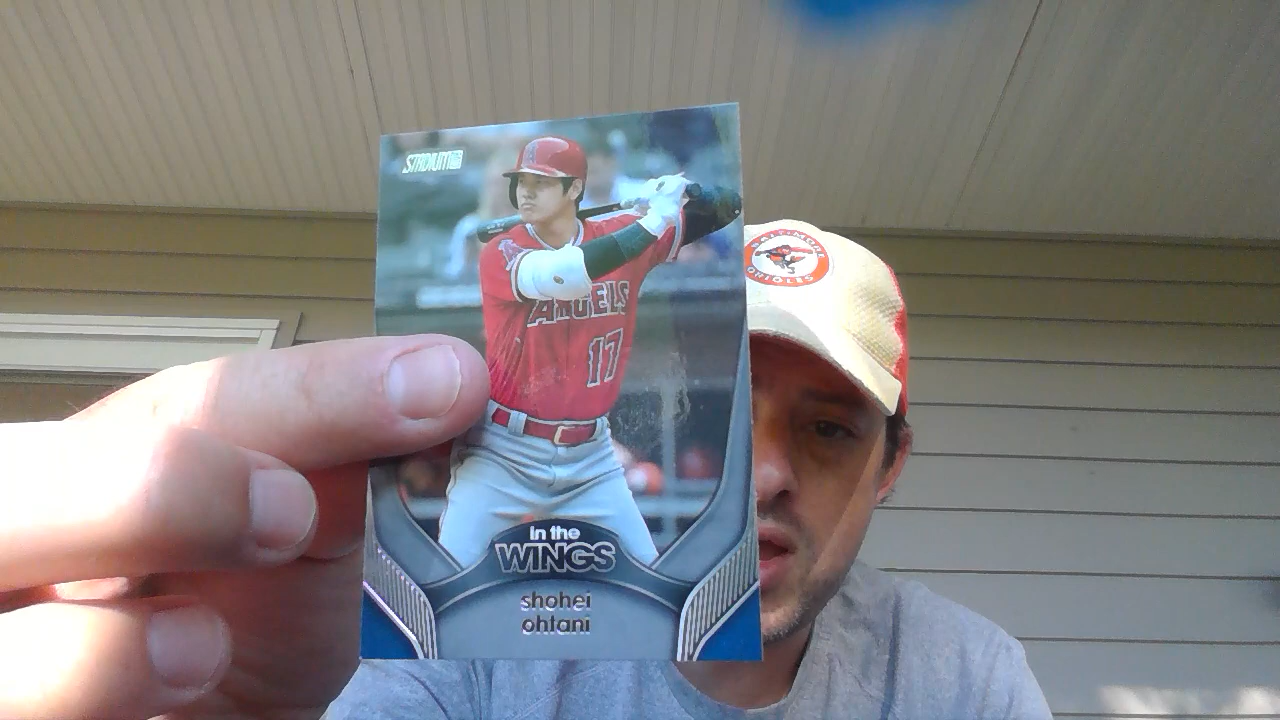 STADIUM
ANGELS
17
in the
WINGS
shohei
ohtani
BALTIMORE
ORIOLES